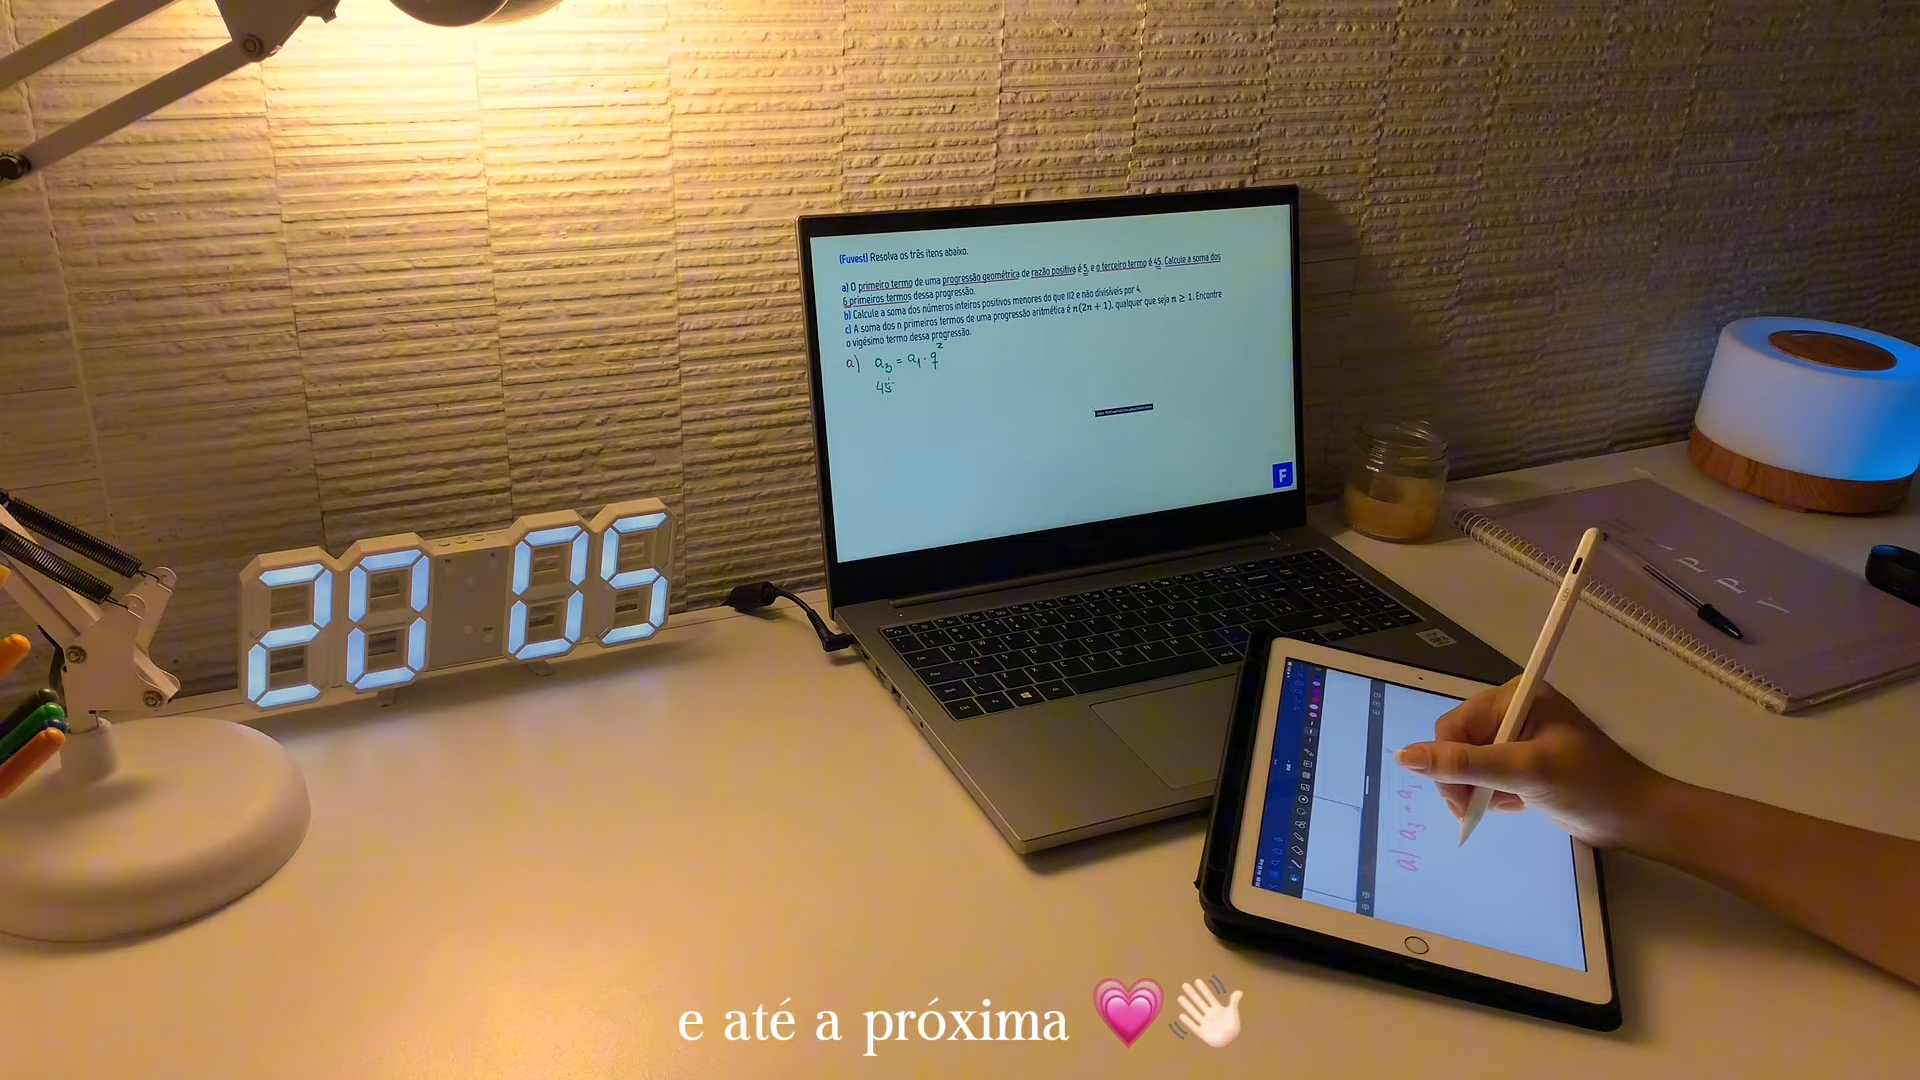 (Fuvest) Resolva os três itens abaixo.
a) O primeiro termo de uma progressão geométrica de razão positiva é 5, e o terceiro termo é 45. Calcule a soma dos
6 primeiros termos dessa progressão.
b) Calcule a soma dos números inteiros positivos menores do que 112 e não divisíveis por 4.
c) A soma dos n primeiros termos de uma progressão aritmética é n(2n + 1), qualquer que seja n ≥ 1. Encontre
o vigésimo termo dessa progressão.
a) a₃ = a₁ · q²
45
F
20 05
a) a₃ = a₁
e até a próxima 💗👋🏻